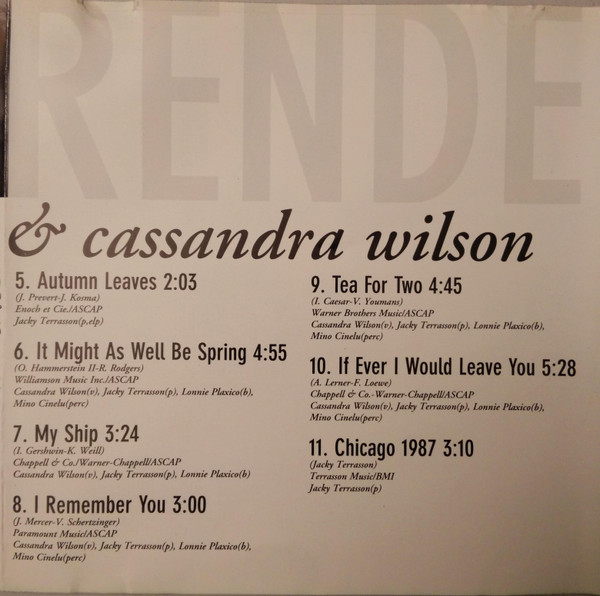 RENDE
& cassandra wilson
5. Autumn Leaves 2:03
(J. Prevert-J. Kosma)
Enoch et Cie./ASCAP
Jacky Terrasson(p,elp)
6. It Might As Well Be Spring 4:55
(O. Hammerstein II-R. Rodgers)
Williamson Music Inc./ASCAP
Cassandra Wilson(v), Jacky Terrasson(p), Lonnie Plaxico(b),
Mino Cinelu(perc)
7. My Ship 3:24
(I. Gershwin-K. Weill)
Chappell & Co./Warner-Chappell/ASCAP
Cassandra Wilson(v), Jacky Terrasson(p), Lonnie Plaxico(b)
8. I Remember You 3:00
(J. Mercer-V. Schertzinger)
Paramount Music/ASCAP
Cassandra Wilson(v), Jacky Terrasson(p), Lonnie Plaxico(b),
Mino Cinelu(perc)
9. Tea For Two 4:45
(I. Caesar-V. Youmans)
Warner Brothers Music/ASCAP
Cassandra Wilson(v), Jacky Terrasson(p), Lonnie Plaxico(b),
Mino Cinelu(perc)
10. If Ever I Would Leave You 5:28
(A. Lerner-F. Loewe)
Chappell & Co.-Warner-Chappell/ASCAP
Cassandra Wilson(v), Jacky Terrasson(p), Lonnie Plaxico(b),
Mino Cinelu(perc)
11. Chicago 1987 3:10
(Jacky Terrasson)
Terrasson Music/BMI
Jacky Terrasson(p)